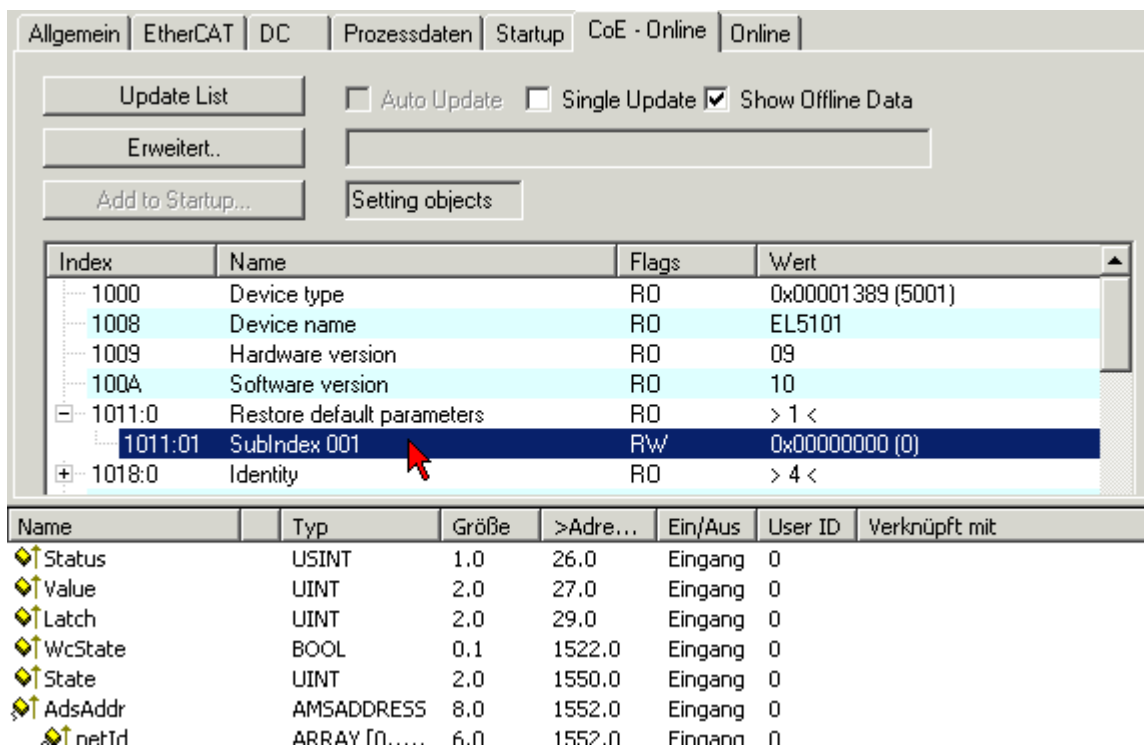 Allgemein EtherCAT DC Prozessdaten Startup CoE - Online Online
Update List Auto Update Single Update Show Offline Data
Erweitert..
Add to Startup... Setting objects
Index Name Flags Wert
1000 Device type RO 0x00001389 (5001)
1008 Device name RO EL5101
1009 Hardware version RO 09
100A Software version RO 10
1011:0 Restore default parameters RO > 1 <
1011:01 SubIndex 001 RW 0x00000000 (0)
1018:0 Identity RO > 4 <
Name Typ Größe >Adre... Ein/Aus User ID Verknüpft mit
Status USINT 1.0 26.0 Eingang 0
Value UINT 2.0 27.0 Eingang 0
Latch UINT 2.0 29.0 Eingang 0
WcState BOOL 0.1 1522.0 Eingang 0
State UINT 2.0 1550.0 Eingang 0
AdsAddr AMSADDRESS 8.0 1552.0 Eingang 0
netId ARRAY [0..... 6.0 1552.0 Eingang 0